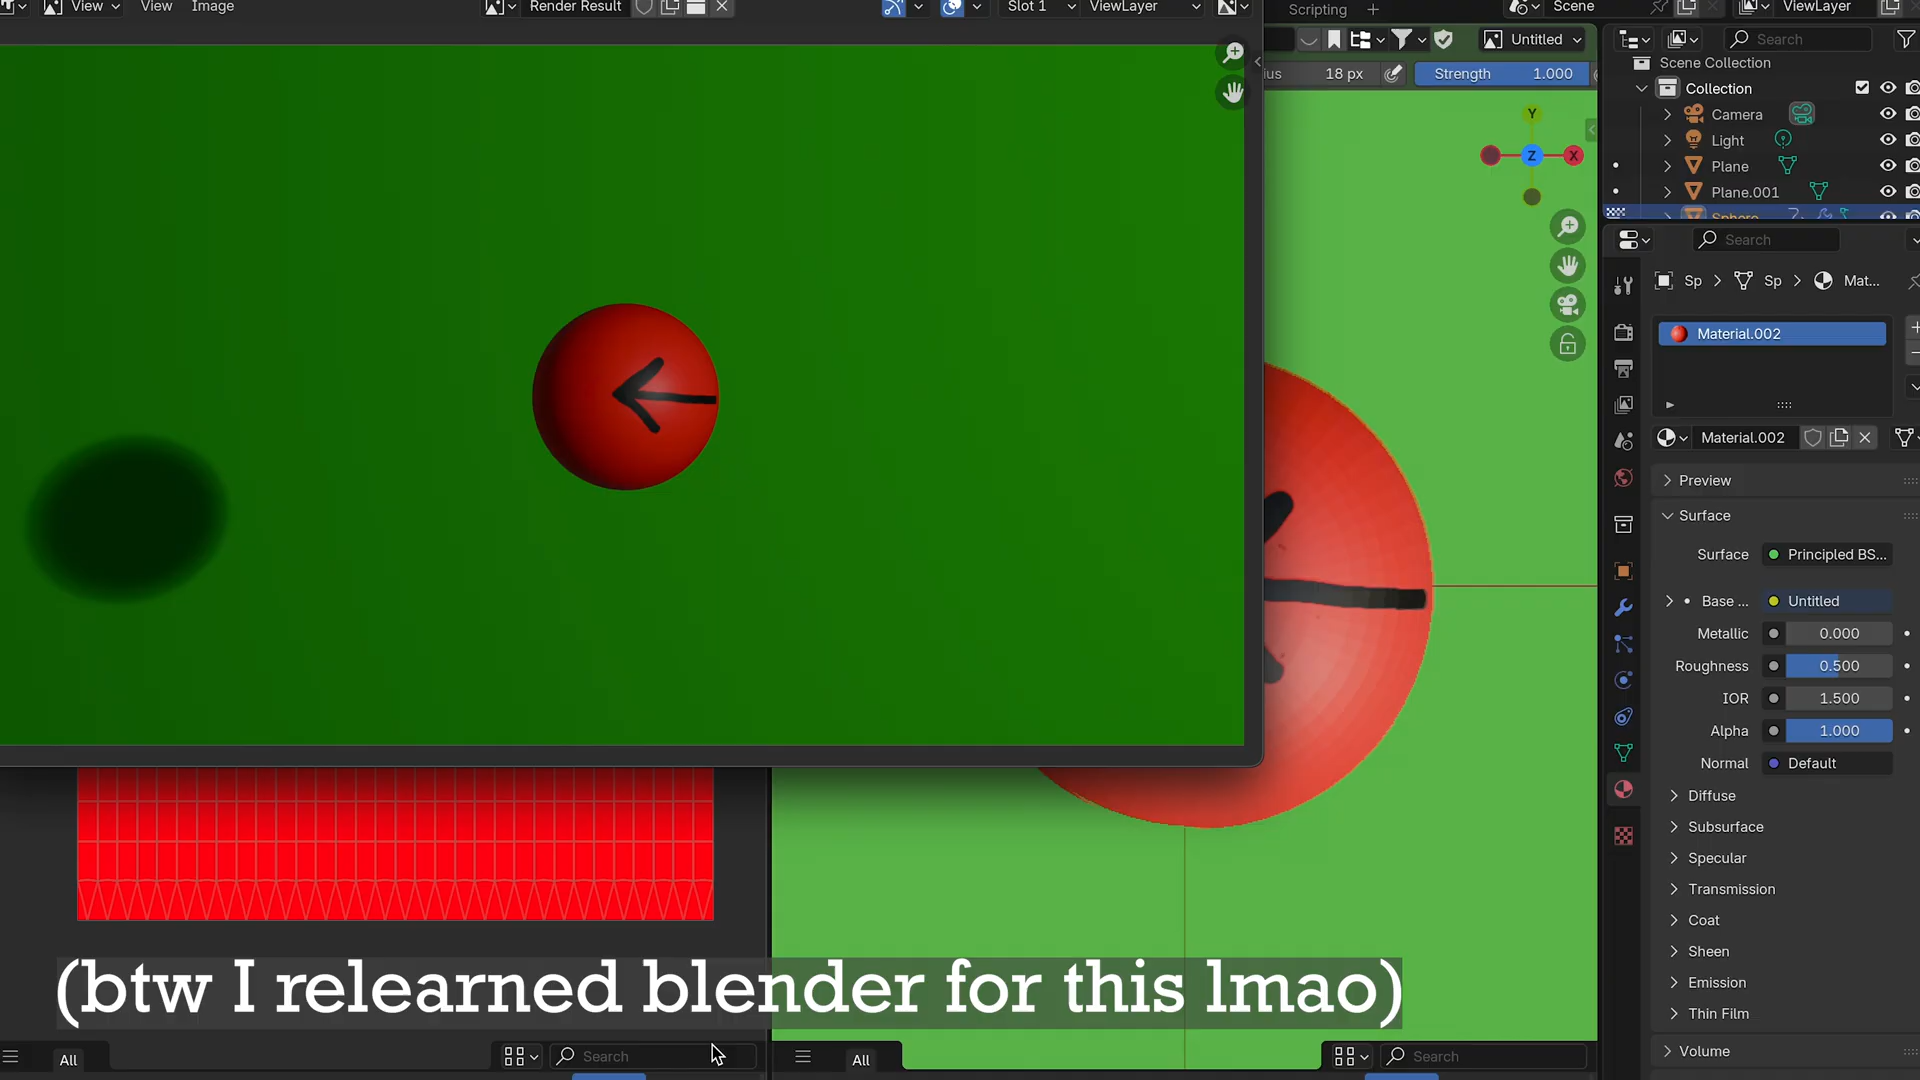 View
View
Image
Render Result
Slot 1
ViewLayer
Scripting
Scene
ViewLayer
18 px
Strength
1.000
Untitled
Search
Scene Collection
Collection
Camera
Light
Plane
Plane.001
Sphere
Y
Z
X
Search
Sp
Sp
Mat...
Material.002
Material.002
Preview
Surface
Surface
Principled BS...
Base ...
Untitled
Metallic
0.000
Roughness
0.500
IOR
1.500
Alpha
1.000
Normal
Default
Diffuse
Subsurface
Specular
Transmission
Coat
Sheen
Emission
Thin Film
Volume
(btw I relearned blender for this lmao)
All
Search
All
Search